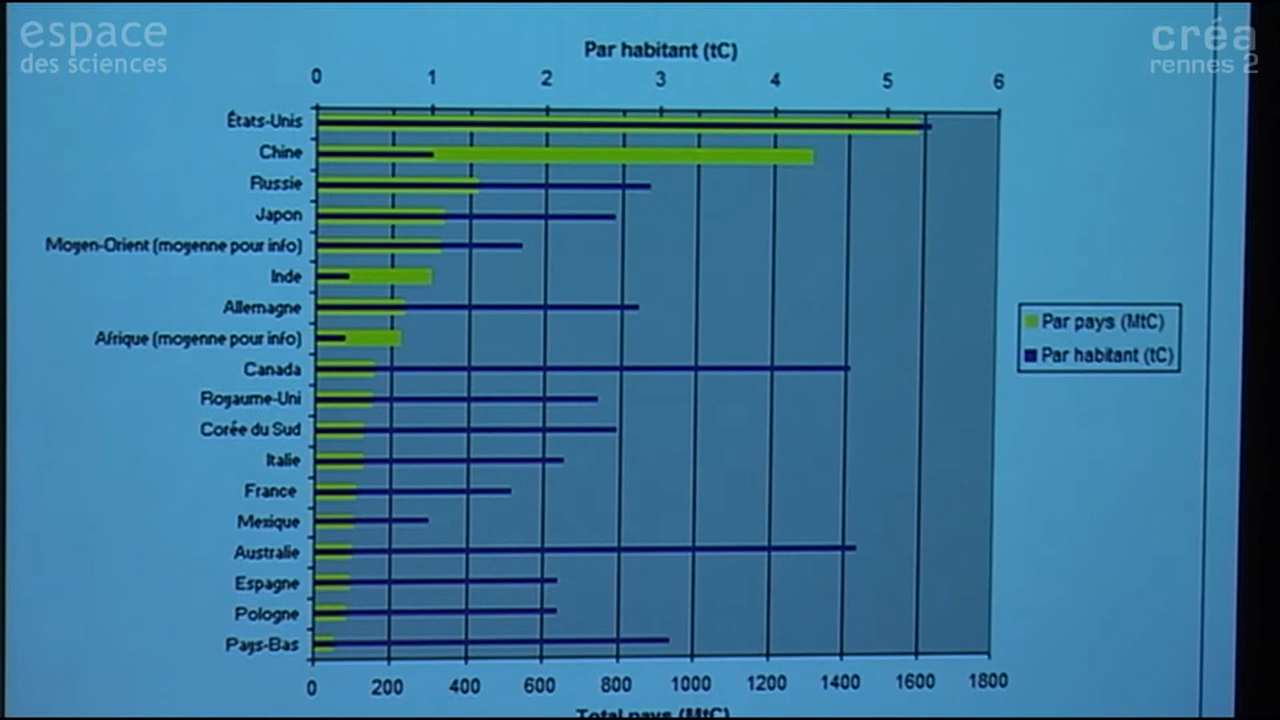 espace
des sciences
créa
rennes 2
Par habitant (tC)
0 1 2 3 4 5 6
États-Unis
Chine
Russie
Japon
Moyen-Orient (moyenne pour info)
Inde
Allemagne
Afrique (moyenne pour info)
Canada
Royaume-Uni
Corée du Sud
Italie
France
Mexique
Australie
Espagne
Pologne
Pays-Bas
Par pays (MtC)
Par habitant (tC)
0 200 400 600 800 1000 1200 1400 1600 1800
Total pays (MtC)